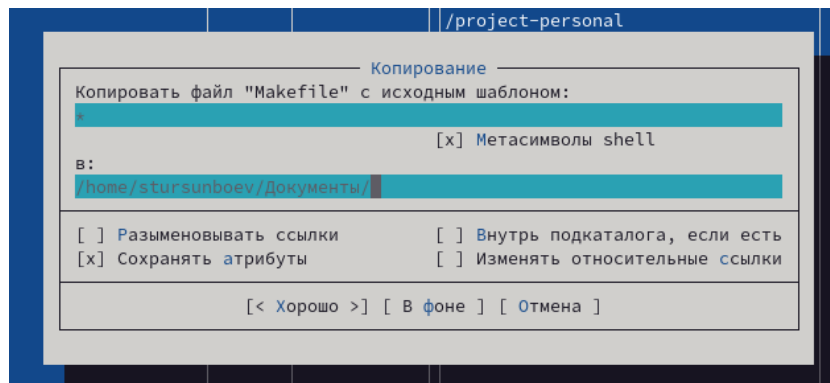 /project-personal
Копирование
Копировать файл "Makefile" с исходным шаблоном:
*
[x] Метасимволы shell
в:
/home/stursunboev/Документы/
[ ] Разыменовывать ссылки [ ] Внутрь подкаталога, если есть
[x] Сохранять атрибуты [ ] Изменять относительные ссылки
[< Хорошо >] [ В фоне ] [ Отмена ]